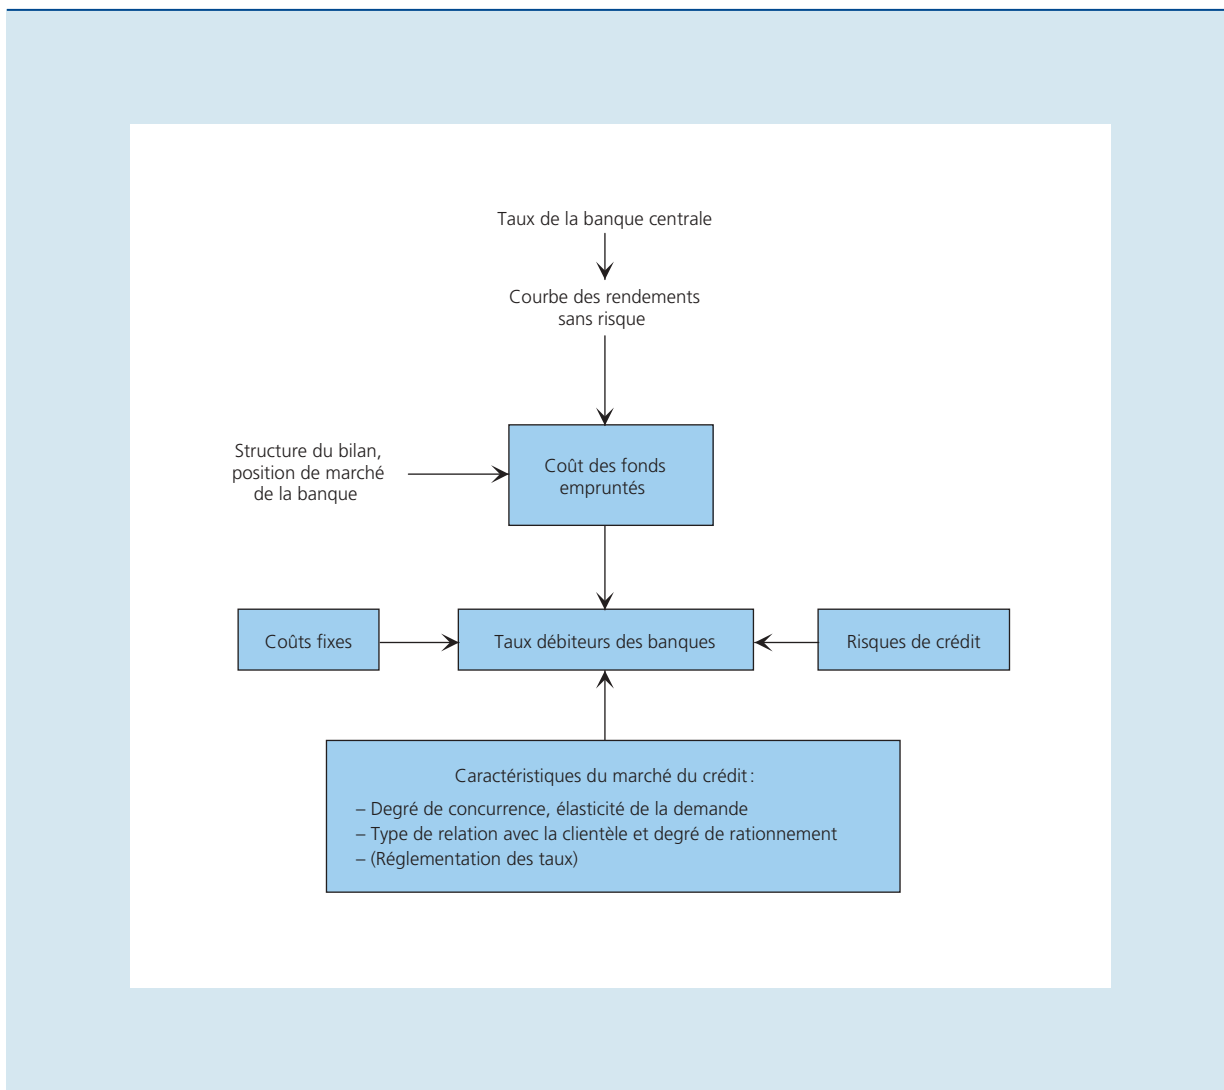 Taux de la banque centrale
Courbe des rendements
sans risque
Structure du bilan,
position de marché
de la banque
Coût des fonds
empruntés
Coûts fixes
Taux débiteurs des banques
Risques de crédit
Caractéristiques du marché du crédit :
– Degré de concurrence, élasticité de la demande
– Type de relation avec la clientèle et degré de rationnement
– (Réglementation des taux)